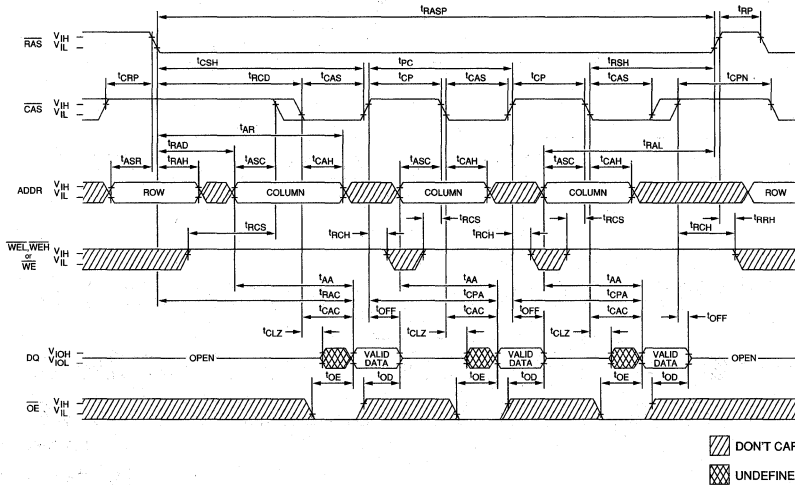 tRASP tRP
RAS VIH
VIL
tCSH tPC tRSH
tCRP tRCD tCAS tCP tCAS tCP tCAS tCPN
CAS VIH
VIL
tAR
tRAD tRAL
tASR tRAH tASC tCAH tASC tCAH tASC tCAH
ADDR VIH
VIL
ROW COLUMN COLUMN COLUMN ROW
tRCS tRCH tRCS tRCH tRCS tRCH tRRH
WEL, WEH
or
WE
VIH
VIL
tAA tAA tAA
tRAC tCPA tCPA
tCAC tOFF tCAC tOFF tCAC tOFF
tCLZ tCLZ tCLZ
DQ VIOH
VIOL
OPEN VALID DATA VALID DATA VALID DATA OPEN
tOE tOD tOE tOD tOE tOD
OE VIH
VIL
DON'T CAR
UNDEFINE